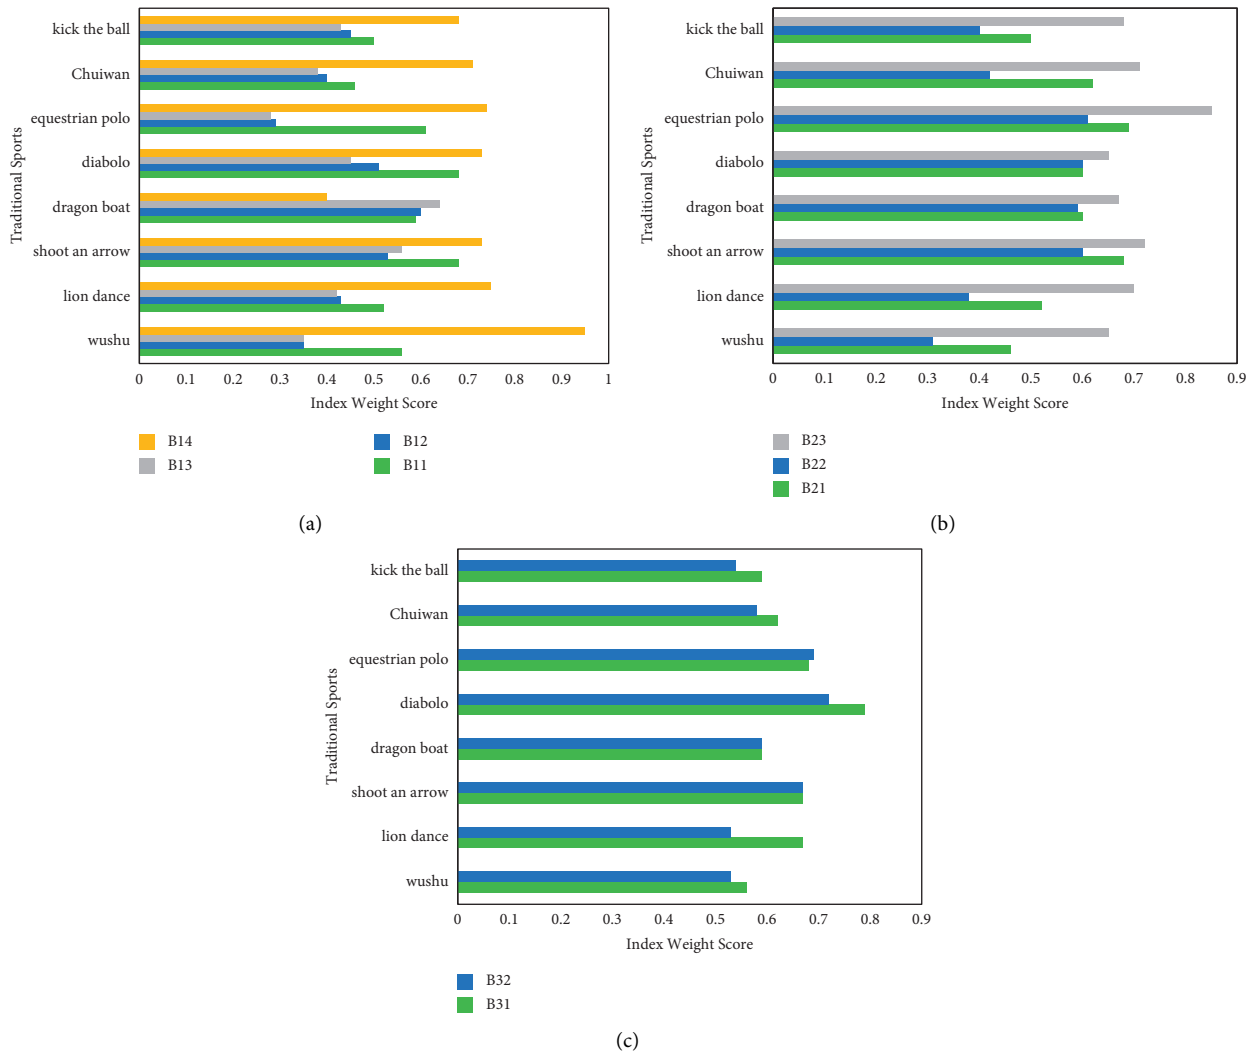 Traditional Sports
kick the ball
Chuiwan
equestrian polo
diabolo
dragon boat
shoot an arrow
lion dance
wushu
0 0.1 0.2 0.3 0.4 0.5 0.6 0.7 0.8 0.9 1
Index Weight Score
B14 B12
B13 B11
(a)
Traditional Sports
kick the ball
Chuiwan
equestrian polo
diabolo
dragon boat
shoot an arrow
lion dance
wushu
0 0.1 0.2 0.3 0.4 0.5 0.6 0.7 0.8 0.9
Index Weight Score
B23
B22
B21
(b)
Traditional Sports
kick the ball
Chuiwan
equestrian polo
diabolo
dragon boat
shoot an arrow
lion dance
wushu
0 0.1 0.2 0.3 0.4 0.5 0.6 0.7 0.8 0.9
Index Weight Score
B32
B31
(c)